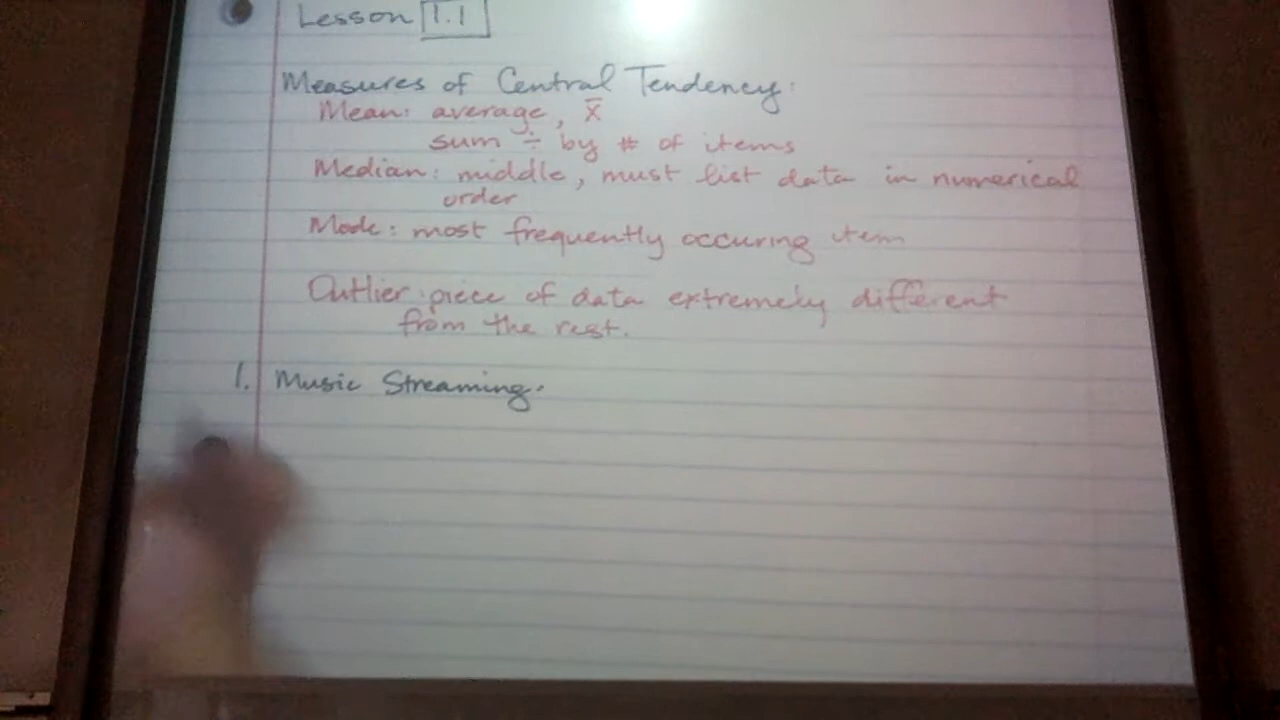 Lesson 1.1
Measures of Central Tendency:
Mean: average, x̄
sum ÷ by # of items
Median: middle, must list data in numerical
order
Mode: most frequently occuring item
Outlier: piece of data extremely different
from the rest.
1. Music Streaming.